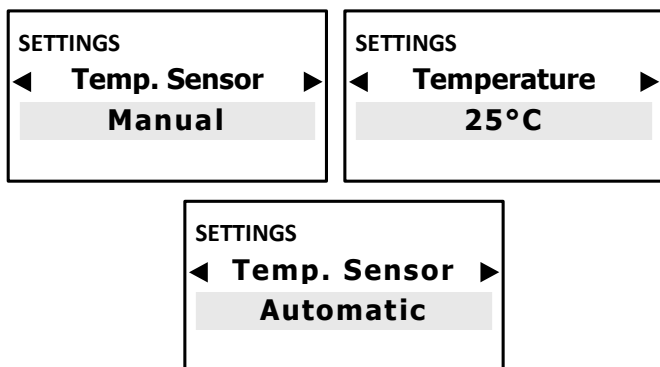 SETTINGS
◀ Temp. Sensor ▶
Manual
SETTINGS
◀ Temperature ▶
25°C
SETTINGS
◀ Temp. Sensor ▶
Automatic